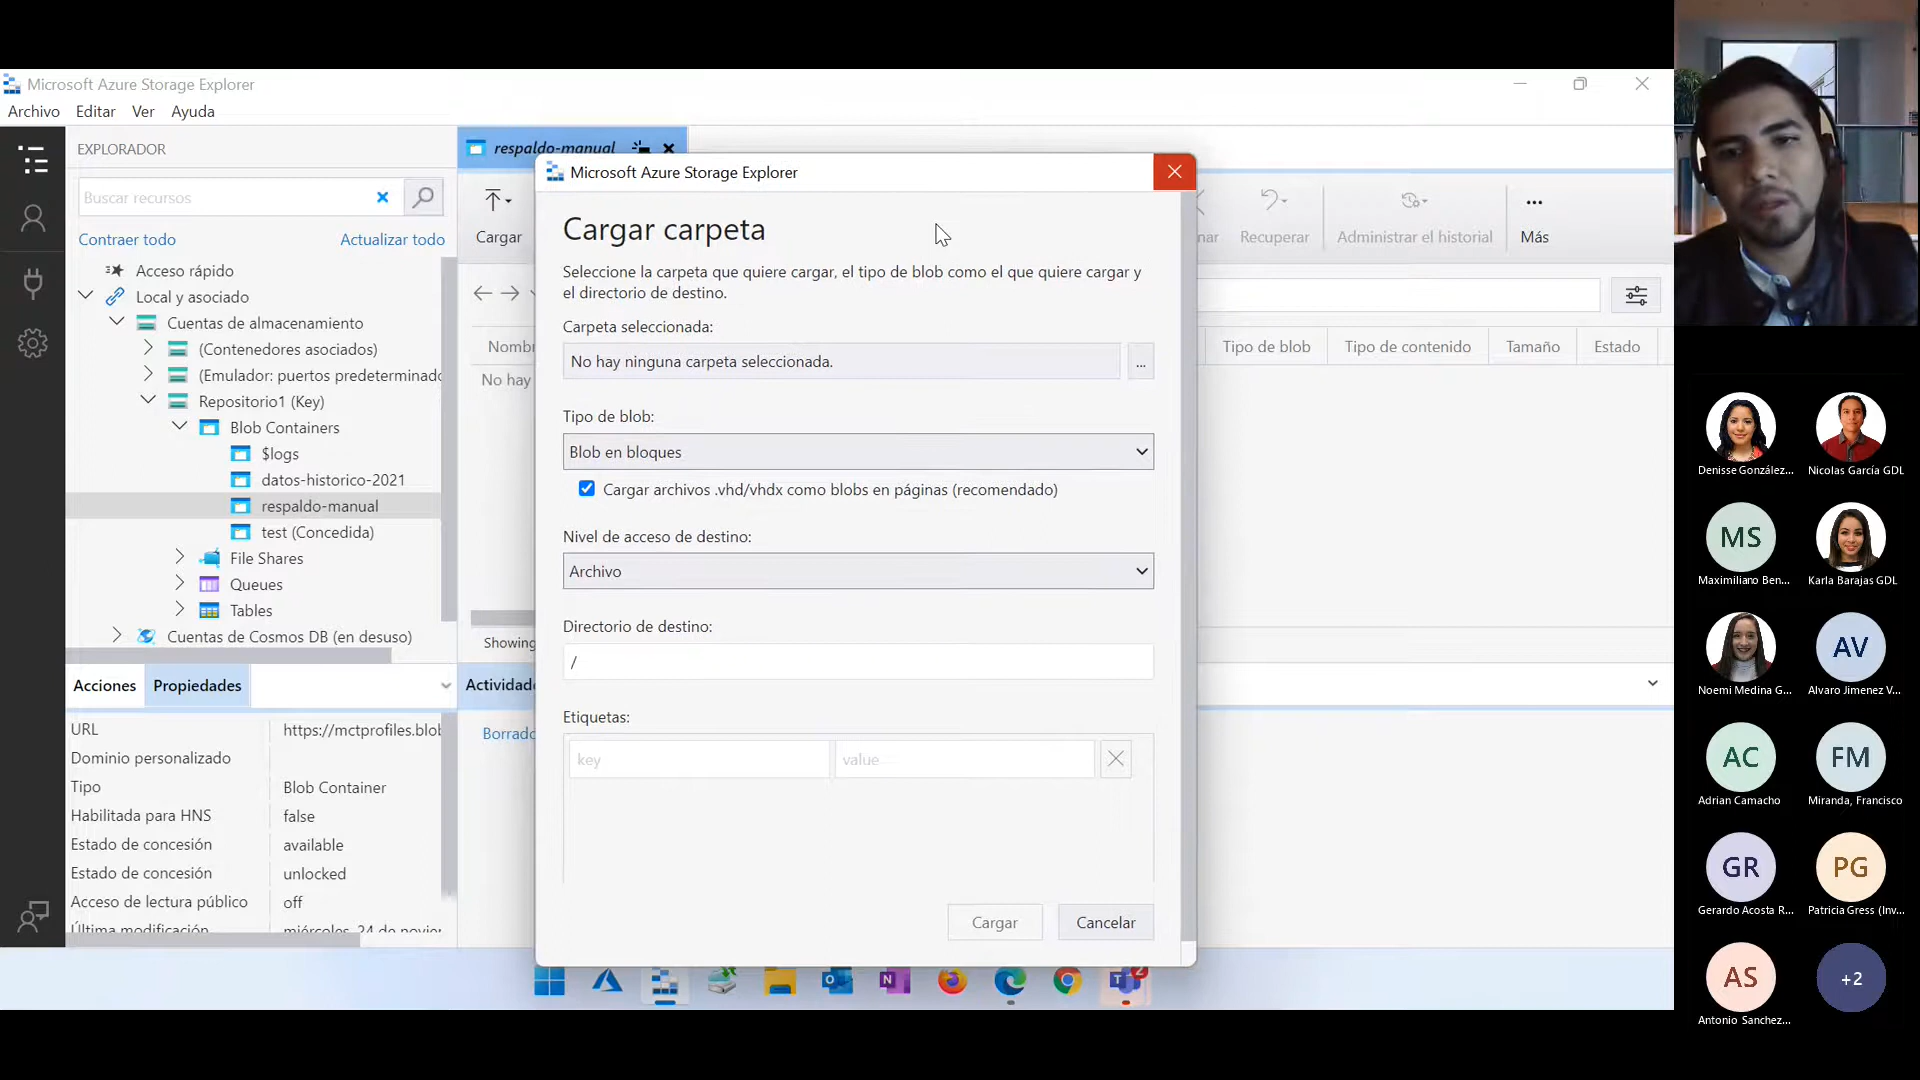 Microsoft Azure Storage Explorer
Archivo Editar Ver Ayuda
EXPLORADOR
Buscar recursos
Contraer todo Actualizar todo
Acceso rápido
Local y asociado
Cuentas de almacenamiento
(Contenedores asociados)
(Emulador: puertos predeterminado
Repositorio1 (Key)
Blob Containers
$logs
datos-historico-2021
respaldo-manual
test (Concedida)
File Shares
Queues
Tables
Cuentas de Cosmos DB (en desuso)
Acciones Propiedades
URL https://mctprofiles.blob
Dominio personalizado
Tipo Blob Container
Habilitada para HNS false
Estado de concesión available
Estado de concesión unlocked
Acceso de lectura público off
Última modificación miércoles, 24 de novie
respaldo-manual
Cargar
Recuperar Administrar el historial Más
Nomb Tipo de blob Tipo de contenido Tamaño Estado
No hay
Showing
Actividad
Borrado
Microsoft Azure Storage Explorer
Cargar carpeta
Seleccione la carpeta que quiere cargar, el tipo de blob como el que quiere cargar y
el directorio de destino.
Carpeta seleccionada:
No hay ninguna carpeta seleccionada. ...
Tipo de blob:
Blob en bloques
Cargar archivos .vhd/vhdx como blobs en páginas (recomendado)
Nivel de acceso de destino:
Archivo
Directorio de destino:
/
Etiquetas:
key value
Cargar Cancelar
Denisse González... Nicolas García GDL
MS
Maximiliano Ben... Karla Barajas GDL
AV
Noemi Medina G... Alvaro Jimenez V...
AC FM
Adrian Camacho Miranda, Francisco
GR PG
Gerardo Acosta R... Patricia Gress (Inv...
AS +2
Antonio Sanchez...